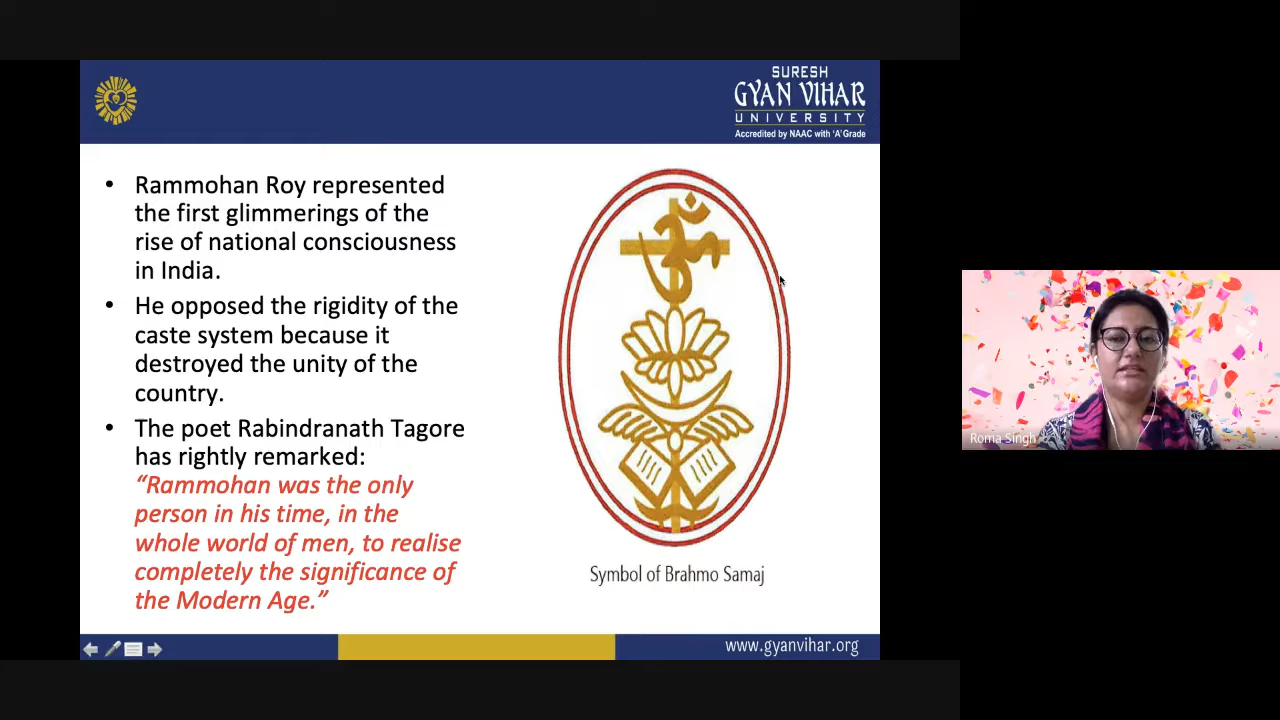 SURESH
GYAN VIHAR
UNIVERSITY
Accredited by NAAC with 'A' Grade
• Rammohan Roy represented
the first glimmerings of the
rise of national consciousness
in India.
• He opposed the rigidity of the
caste system because it
destroyed the unity of the
country.
• The poet Rabindranath Tagore
has rightly remarked:
“Rammohan was the only
person in his time, in the
whole world of men, to realise
completely the significance of
the Modern Age.”
ॐ
Symbol of Brahmo Samaj
www.gyanvihar.org
Roma Singh